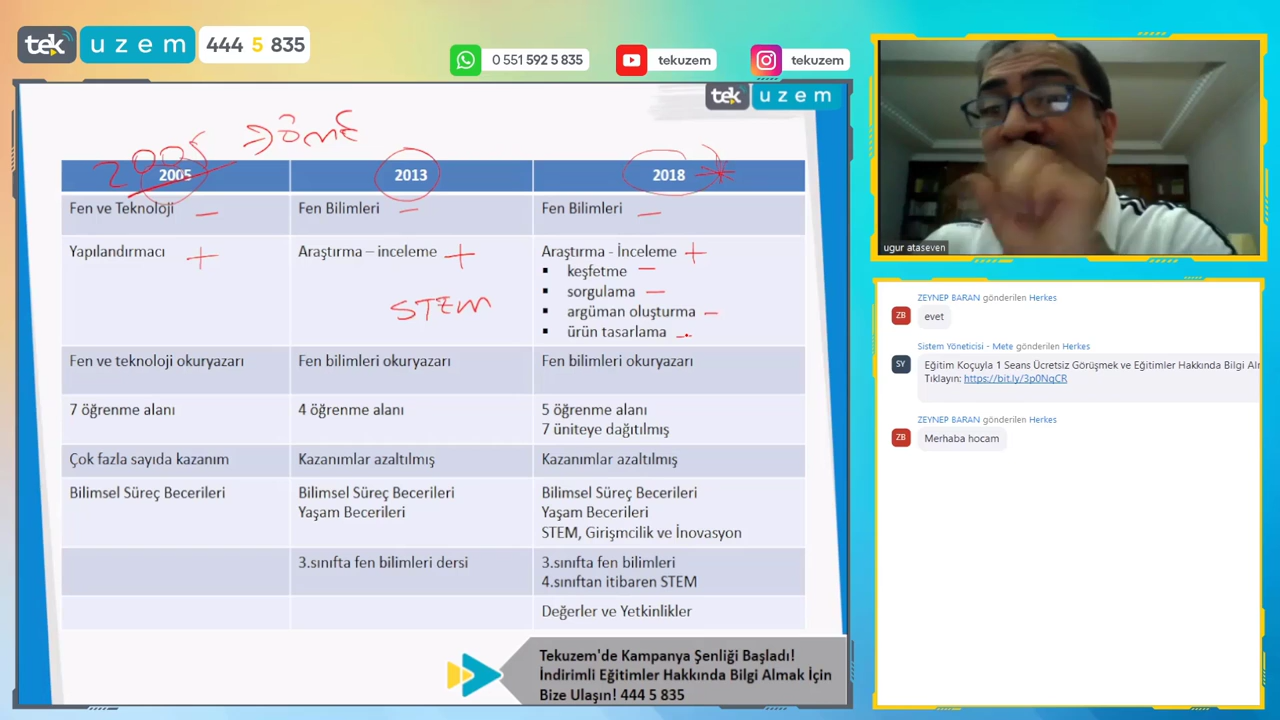 tek uzem 444 5 835
0 551 592 5 835
tekuzem
tekuzem
tek uzem
2005 ⇒ ÖME
2005 2013 2018
Fen ve Teknoloji Fen Bilimleri Fen Bilimleri
Yapılandırmacı Araştırma – inceleme Araştırma - İnceleme
keşfetme
sorgulama
STEM
argüman oluşturma
ürün tasarlama
Fen ve teknoloji okuryazarı Fen bilimleri okuryazarı Fen bilimleri okuryazarı
7 öğrenme alanı 4 öğrenme alanı 5 öğrenme alanı
7 üniteye dağıtılmış
Çok fazla sayıda kazanım Kazanımlar azaltılmış Kazanımlar azaltılmış
Bilimsel Süreç Becerileri Bilimsel Süreç Becerileri Bilimsel Süreç Becerileri
Yaşam Becerileri Yaşam Becerileri
STEM, Girişmcilik ve İnovasyon
3.sınıfta fen bilimleri dersi 3.sınıfta fen bilimleri
4.sınıftan itibaren STEM
Değerler ve Yetkinlikler
Tekuzem'de Kampanya Şenliği Başladı!
İndirimli Eğitimler Hakkında Bilgi Almak İçin
Bize Ulaşın! 444 5 835
ugur ataseven
ZEYNEP BARAN gönderilen Herkes
ZB evet
Sistem Yöneticisi - Mete gönderilen Herkes
SY Eğitim Koçuyla 1 Seans Ücretsiz Görüşmek ve Eğitimler Hakkında Bilgi Al
Tıklayın: https://bit.ly/3p0NqCR
ZEYNEP BARAN gönderilen Herkes
ZB Merhaba hocam